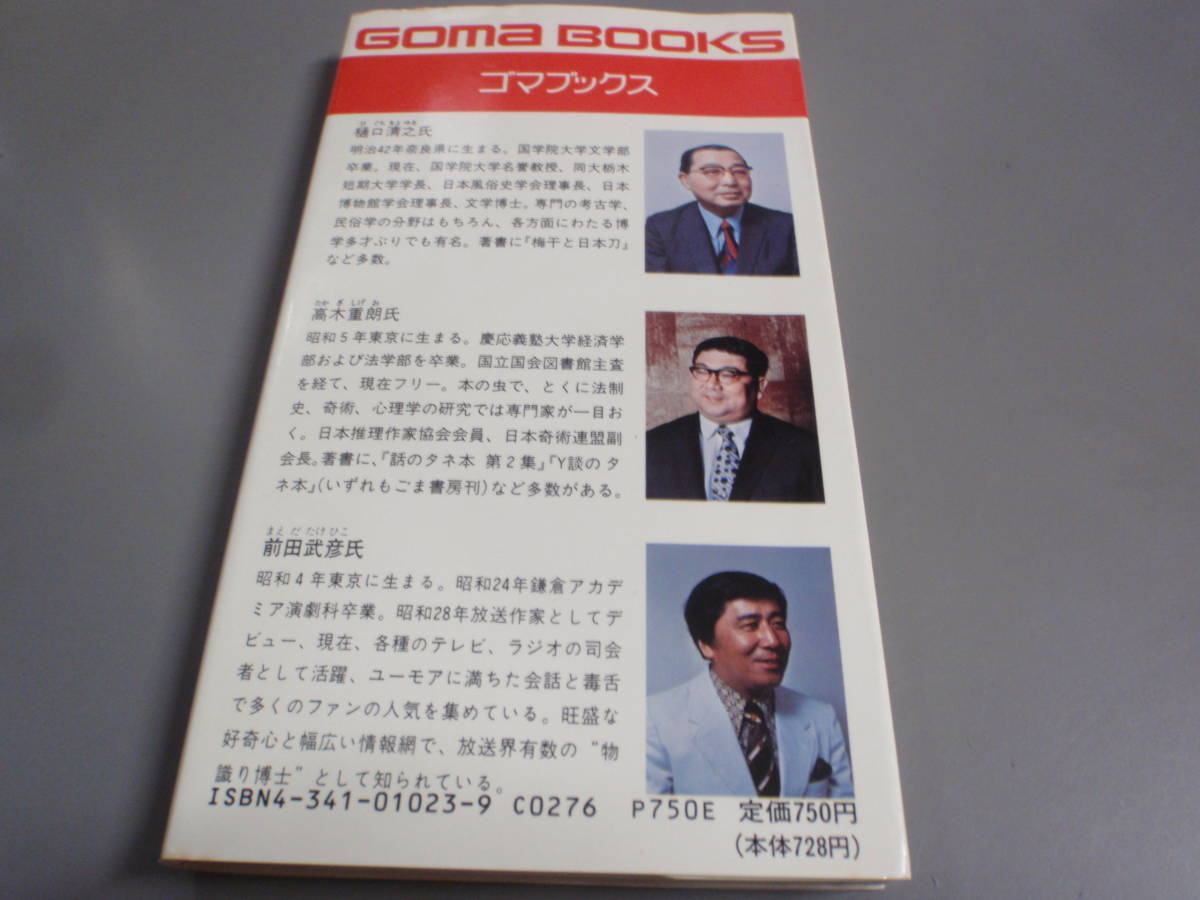 GOMA BOOKS
ゴマブックス
ひ ぐち きよ ゆき
樋口清之氏
明治42年奈良県に生まる。国学院大学文学部
卒業。現在、国学院大学名誉教授、同大栃木
短期大学学長、日本風俗史学会理事長、日本
博物館学会理事長、文学博士。専門の考古学、
民俗学の分野はもちろん、各方面にわたる博
学多才ぶりでも有名。著書に『梅干と日本刀』
など多数。
たか ぎ しげ お
高木重朗氏
昭和5年東京に生まる。慶応義塾大学経済学
部および法学部を卒業。国立国会図書館主査
を経て、現在フリー。本の虫で、とくに法制
史、奇術、心理学の研究では専門家が一目お
く。日本推理作家協会会員、日本奇術連盟副
会長。著書に、『話のタネ本 第2集』『Y談のタ
ネ本』(いずれもごま書房刊)など多数がある。
まえ だ たけ ひこ
前田武彦氏
昭和4年東京に生まる。昭和24年鎌倉アカデ
ミア演劇科卒業。昭和28年放送作家としてデ
ビュー、現在、各種のテレビ、ラジオの司会
者として活躍、ユーモアに満ちた会話と毒舌
で多くのファンの人気を集めている。旺盛な
好奇心と幅広い情報網で、放送界有数の“物
識り博士”として知られている。
ISBN4-341-01023-9 C0276 P750E 定価750円
(本体728円)